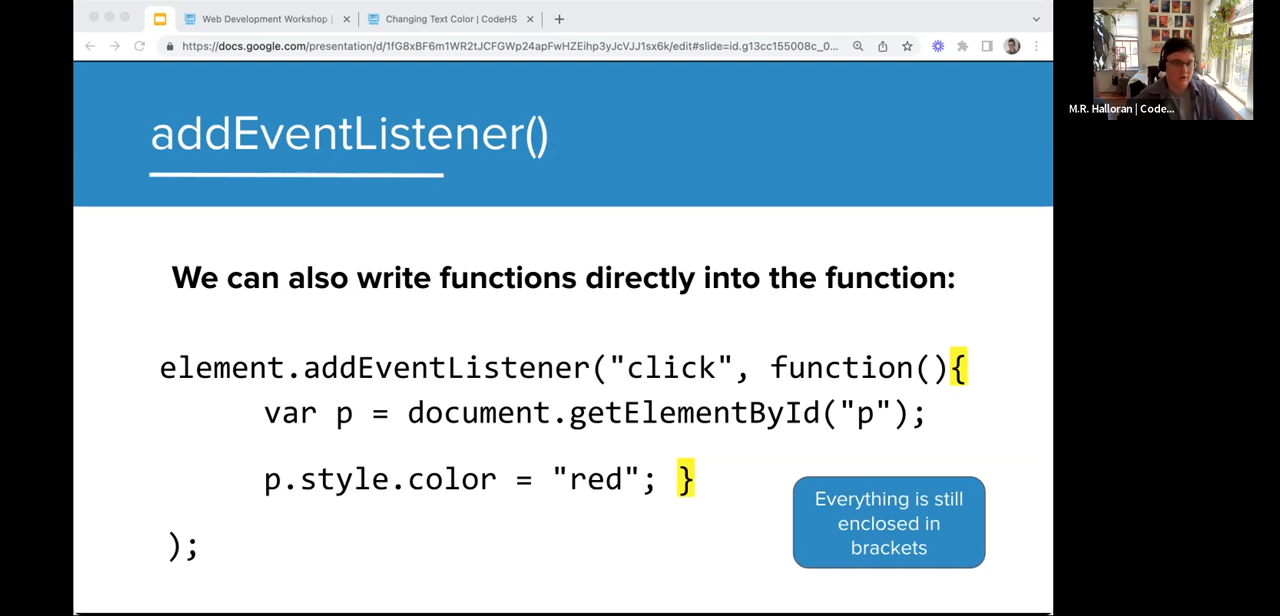 Web Development Workshop |
Changing Text Color | CodeHS
https://docs.google.com/presentation/d/1fG8xBF6m1WR2tJCFGWp24apFwHZEihp3yJcVJJ1sx6k/edit#slide=id.g13cc155008c_0...
M.R. Halloran | Code...
addEventListener()
We can also write functions directly into the function:
element.addEventListener("click", function(){
var p = document.getElementById("p");
p.style.color = "red"; }
);
Everything is still
enclosed in
brackets